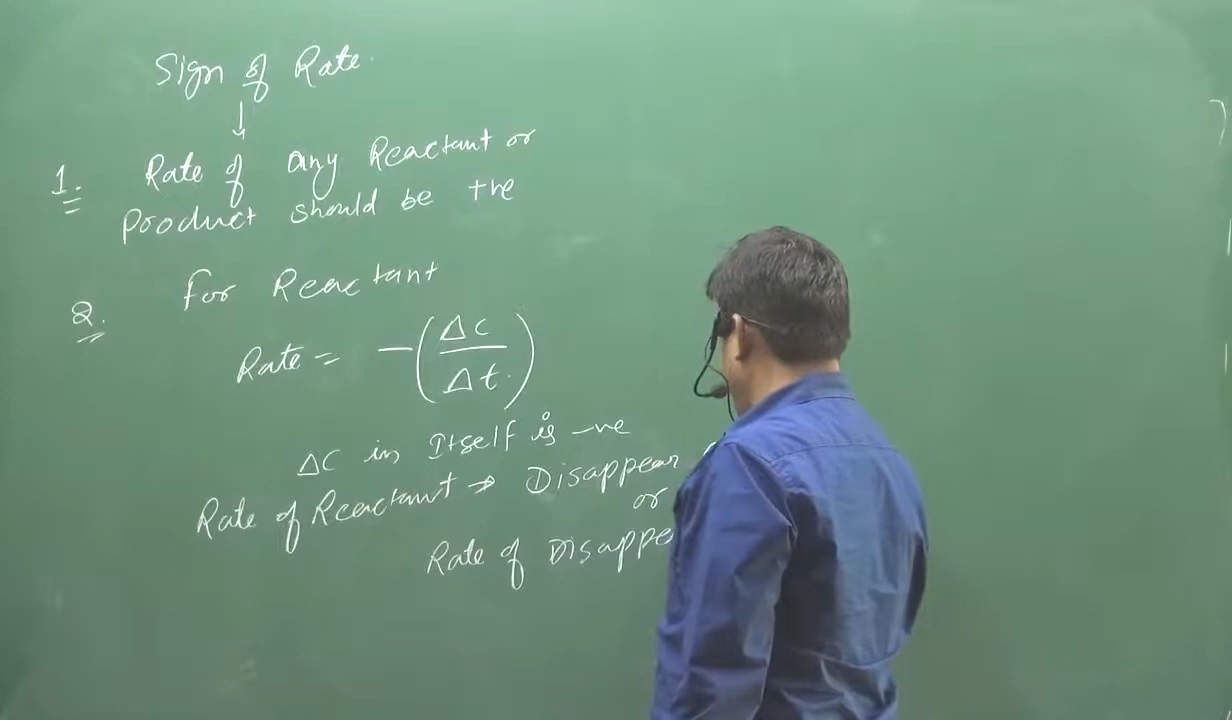 Sign of Rate
↓
1. Rate of any Reactant or
Product should be +ve
2. for Reactant
Rate = -(Δc/Δt)
Δc in Itself is -ve
Rate of Reactant → Disappear
or
Rate of Disappe